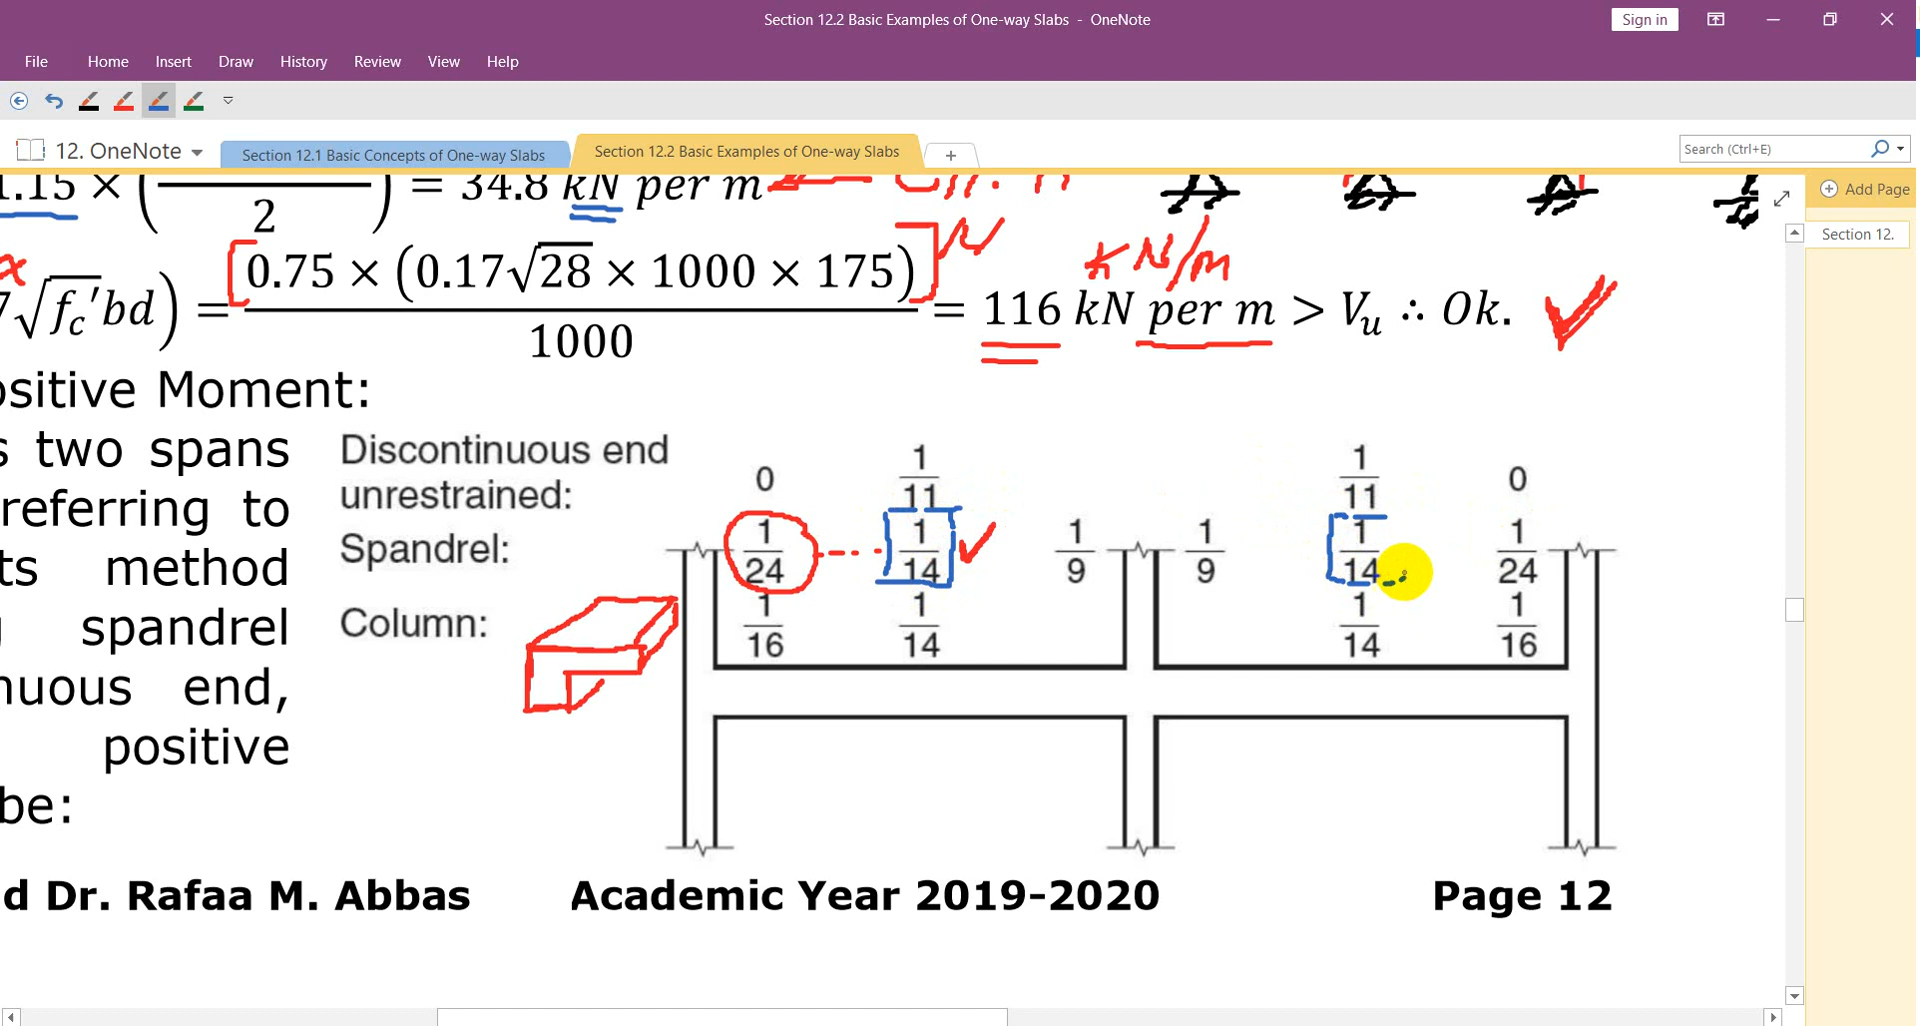 Section 12.2 Basic Examples of One-way Slabs - OneNote
Sign in
File Home Insert Draw History Review View Help
12. OneNote
Section 12.1 Basic Concepts of One-way Slabs
Section 12.2 Basic Examples of One-way Slabs
Search (Ctrl+E)
Add Page
Section 12.
1.15 × ( / 2 ) = 34.8 kN per m
kN/m
N
√fc′bd) = 0.75 × (0.17√28 × 1000 × 175) / 1000 = 116 kN per m > Vu ∴ Ok.
ositive Moment:
s two spans
referring to
ts method
spandrel
nuous end,
positive
be:
Discontinuous end
unrestrained: 0 1/11 1/11 0
Spandrel: 1/24 1/14 1/9 1/9 1/14 1/24
Column: 1/16 1/14 1/14 1/16
d Dr. Rafaa M. Abbas Academic Year 2019-2020 Page 12